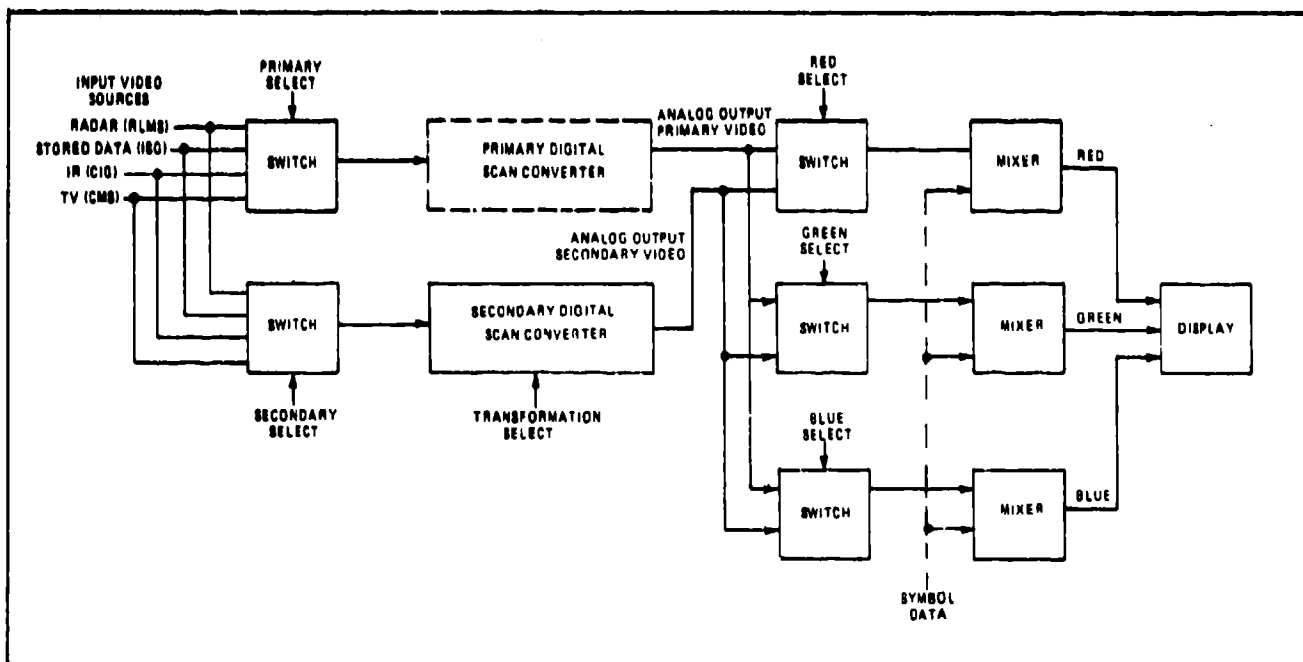 INPUT VIDEO
SOURCES
RADAR (RLMS)
STORED DATA (ISO)
IR (CIG)
TV (CMS)
PRIMARY
SELECT
SWITCH
PRIMARY DIGITAL
SCAN CONVERTER
ANALOG OUTPUT
PRIMARY VIDEO
RED
SELECT
SWITCH
MIXER
RED
ANALOG OUTPUT
SECONDARY VIDEO
GREEN
SELECT
SWITCH
SECONDARY DIGITAL
SCAN CONVERTER
SWITCH
MIXER
GREEN
DISPLAY
SECONDARY
SELECT
TRANSFORMATION
SELECT
BLUE
SELECT
SWITCH
MIXER
BLUE
SYMBOL
DATA